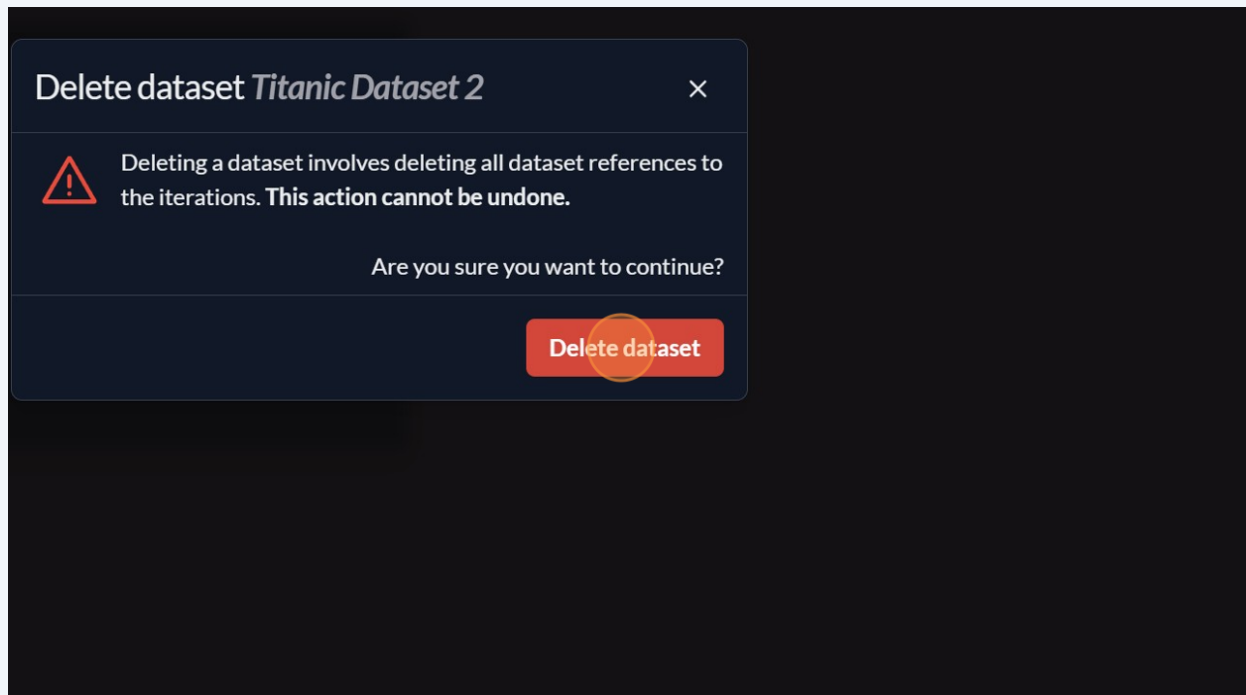 Delete dataset Titanic Dataset 2
Deleting a dataset involves deleting all dataset references to
the iterations. This action cannot be undone.
Are you sure you want to continue?
Delete dataset